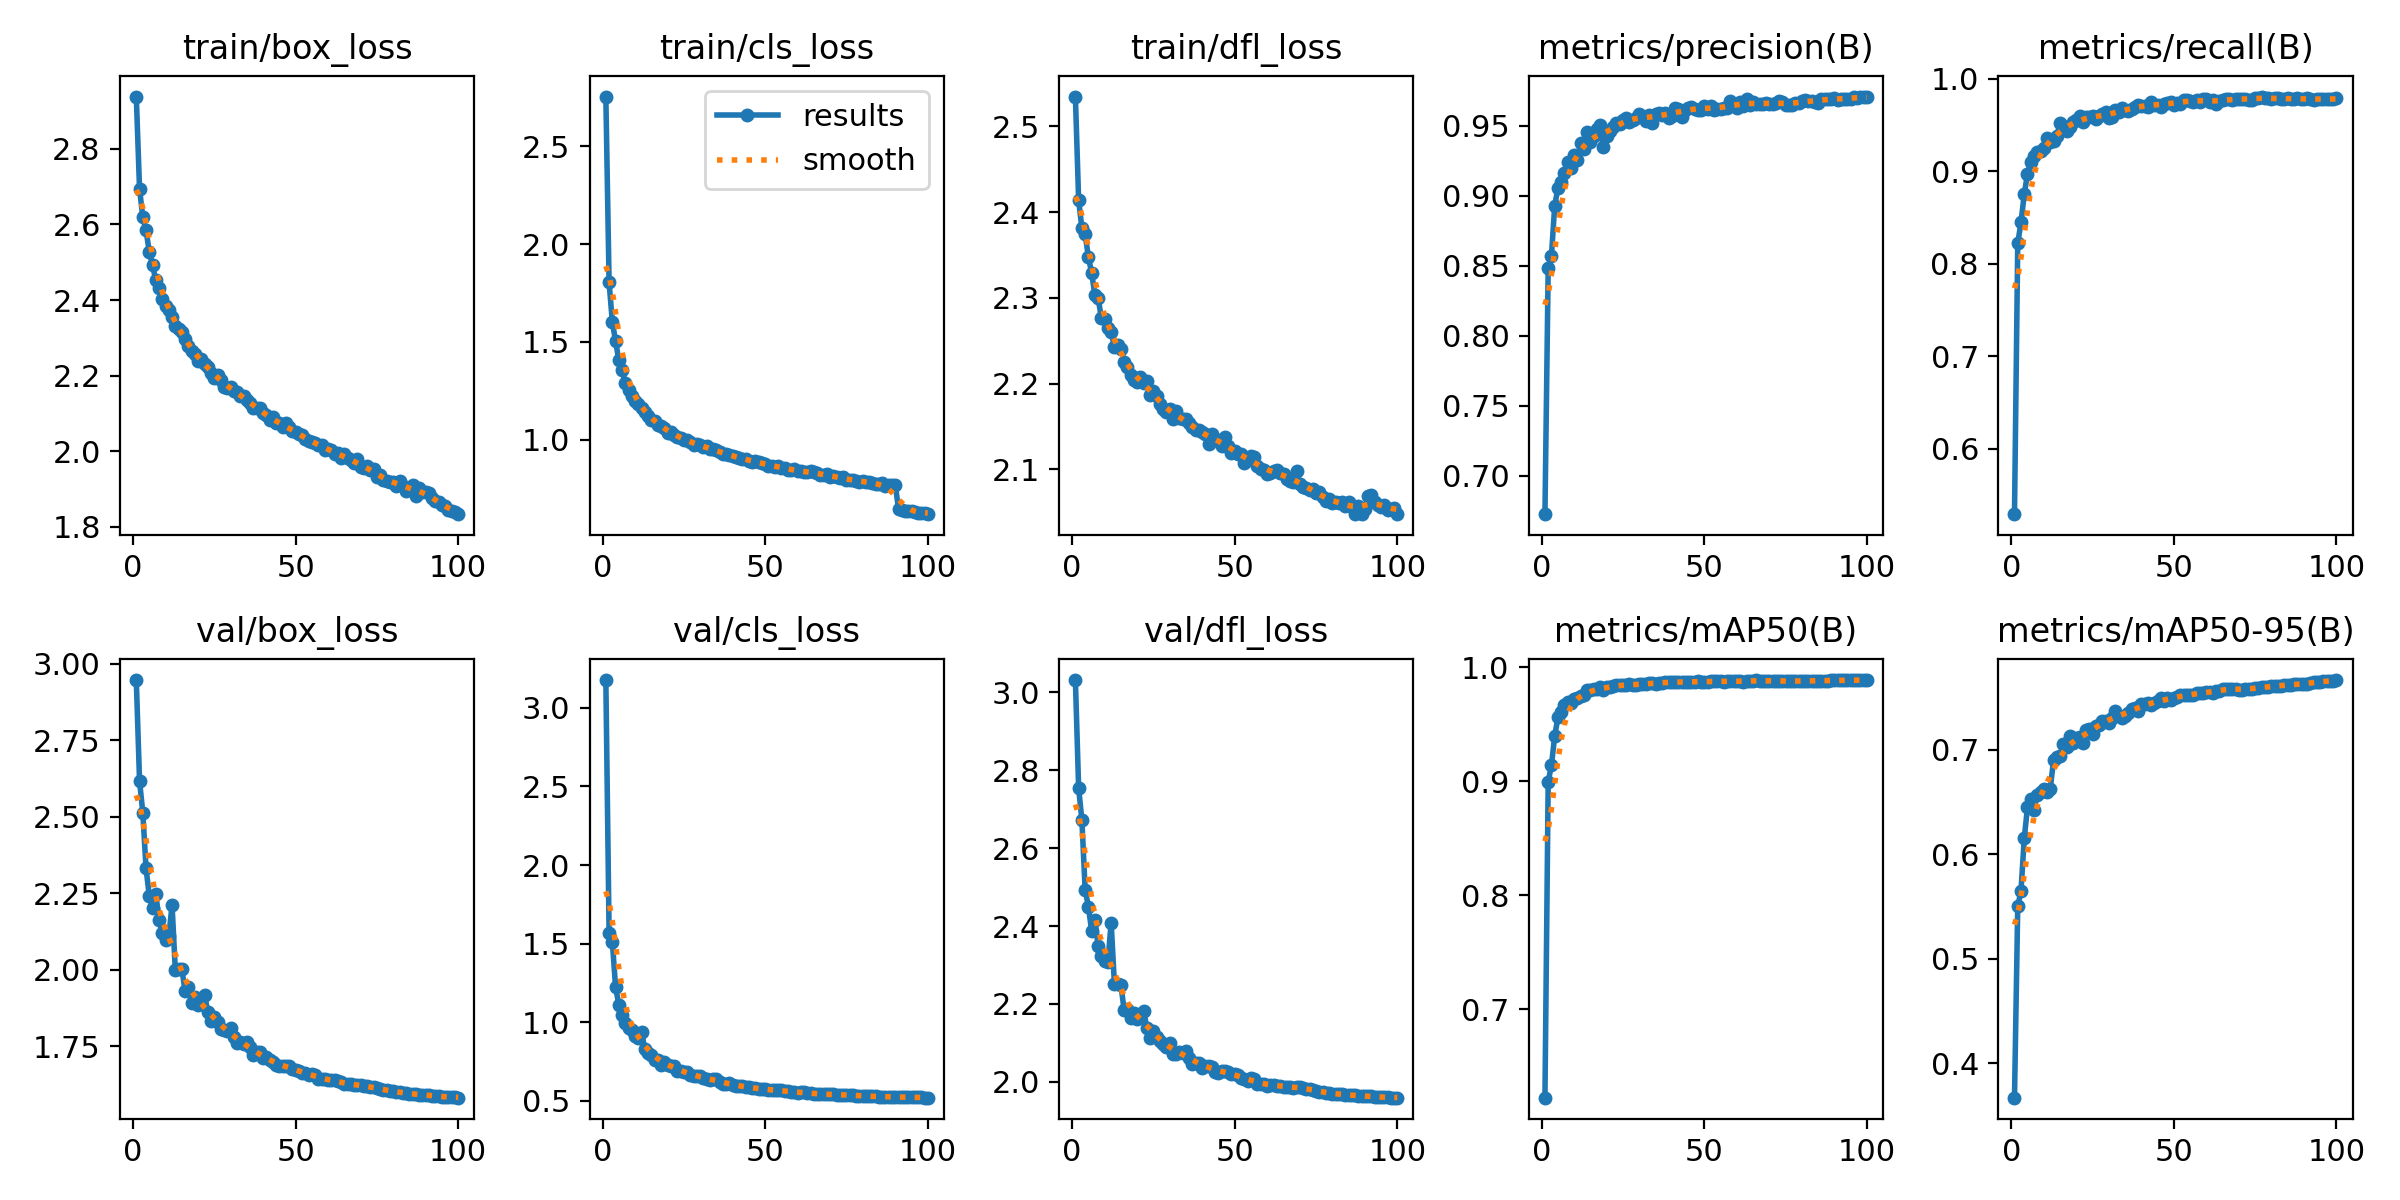 train/box_loss
2.8
2.6
2.4
2.2
2.0
1.8
0 50 100
train/cls_loss
results
smooth
2.5
2.0
1.5
1.0
0 50 100
train/dfl_loss
2.5
2.4
2.3
2.2
2.1
0 50 100
metrics/precision(B)
0.95
0.90
0.85
0.80
0.75
0.70
0 50 100
metrics/recall(B)
1.0
0.9
0.8
0.7
0.6
0 50 100
val/box_loss
3.00
2.75
2.50
2.25
2.00
1.75
0 50 100
val/cls_loss
3.0
2.5
2.0
1.5
1.0
0.5
0 50 100
val/dfl_loss
3.0
2.8
2.6
2.4
2.2
2.0
0 50 100
metrics/mAP50(B)
1.0
0.9
0.8
0.7
0 50 100
metrics/mAP50-95(B)
0.7
0.6
0.5
0.4
0 50 100